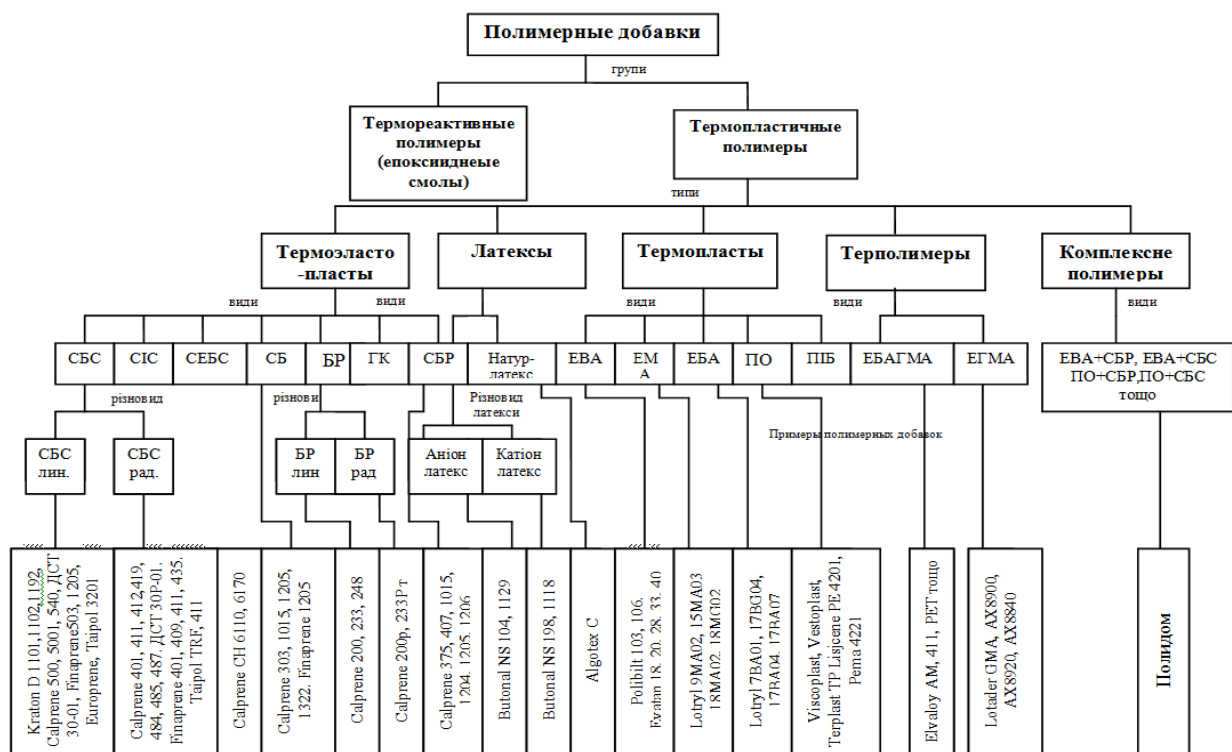 Полимерные добавки
групи
Термореактивные
полимеры
(епоксииднеые
смолы)
Термопластичные
полимеры
типи
Термоэласто
-пласты
Латексы
Термопласты
Терполимеры
Комплексне
полимеры
види
види
види
види
види
СБС
СІС
СЕБС
СБ
БР
ГК
СБР
Натур-
латекс
ЕВА
ЕМ
А
ЕБА
ПО
ПІБ
ЕБАГМА
ЕГМА
ЕВА+СБР, ЕВА+СБС
ПО+СБР,ПО+СБС
тощо
різновид
різнови
Різновид
латекси
Примеры полимерных добавок
СБС
лин.
СБС
рад.
БР
лин
БР
рад
Аніон
латекс
Катіон
латекс
Kraton D 1101,1102,1192,
Calprene 500, 5001, 540, ДСТ
30-01, Finaprene503, 1205,
Europrene, Taipol 3201
Calprene 401, 411, 412,419,
484, 485, 487. ДСТ 30Р-01.
Finaprene 401, 409, 411, 435.
Taipol TRF, 411
Calprene CH 6110, 6170
Calprene 303, 1015, 1205,
1322. Finaprene 1205
Calprene 200, 233, 248
Calprene 200p, 233Рт
Calprene 375, 407, 1015,
1204. 1205. 1206
Butonal NS 104, 1129
Butonal NS 198, 1118
Algotex C
Polibilt 103, 106.
Evatan 18. 20. 28. 33. 40
Lotryl 9MA02, 15MA03
18MA02. 18MG02
Lotryl 7BA01, 17BG04,
17BA04. 17BA07
Viscoplast, Vestoplast,
Terplast TP Lisjcene PE 4201,
Pema 4221
Elvaloy AM, 411, PET тощо
Lotader GMA, AX8900,
AX8920, AX8840
Полидом